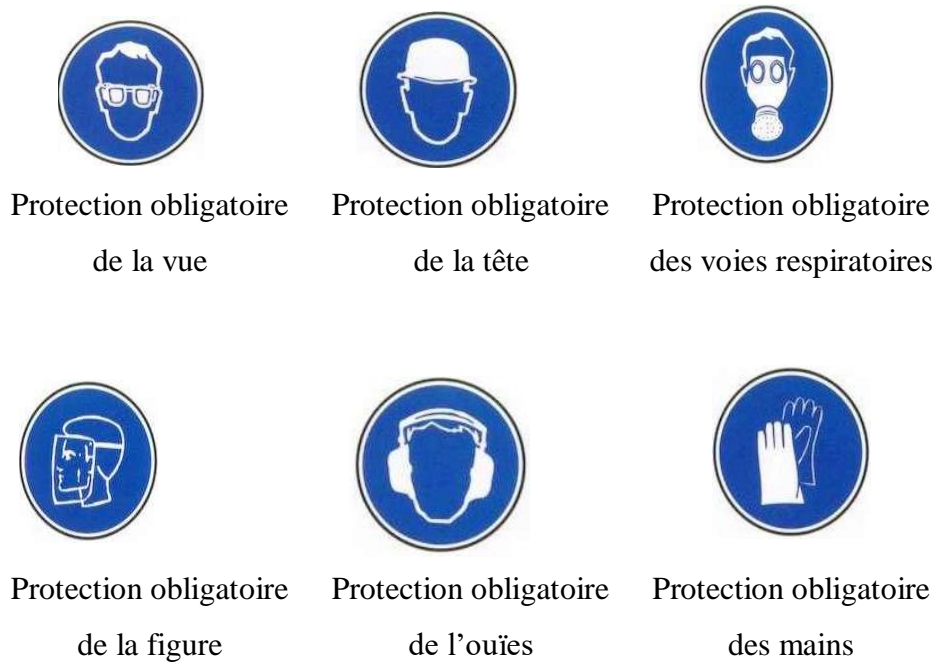 Protection obligatoire
de la vue
Protection obligatoire
de la tête
Protection obligatoire
des voies respiratoires
Protection obligatoire
de la figure
Protection obligatoire
de l’ouïes
Protection obligatoire
des mains